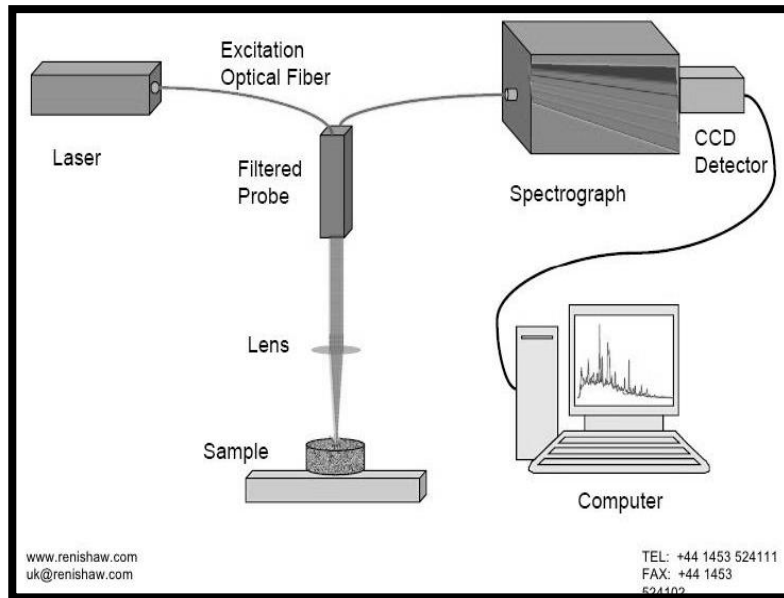 Excitation
Optical Fiber
Laser
Filtered
Probe
CCD
Detector
Spectrograph
Lens
Sample
Computer
www.renishaw.com
uk@renishaw.com
TEL: +44 1453 524111
FAX: +44 1453
524102